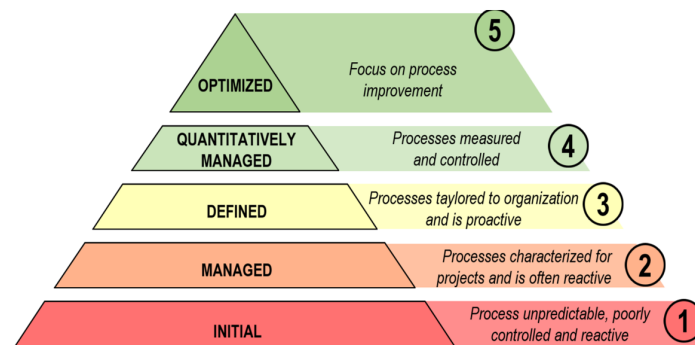 5
OPTIMIZED
Focus on process
improvement
QUANTITATIVELY
MANAGED
Processes measured
and controlled
4
DEFINED
Processes taylored to organization
and is proactive
3
MANAGED
Processes characterized for
projects and is often reactive
2
INITIAL
Process unpredictable, poorly
controlled and reactive
1